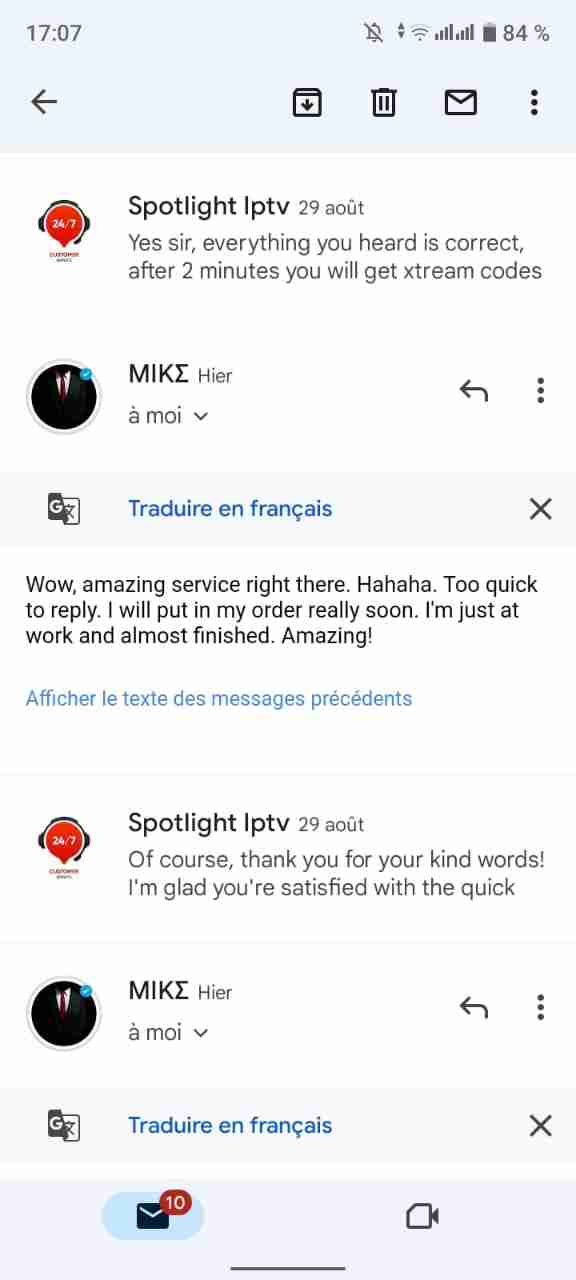 17:07
84 %
Spotlight Iptv 29 août
24/7
CUSTOMER
SERVICE
Yes sir, everything you heard is correct,
after 2 minutes you will get xtream codes
MIKΣ Hier
à moi
Traduire en français
Wow, amazing service right there. Hahaha. Too quick
to reply. I will put in my order really soon. I'm just at
work and almost finished. Amazing!
Afficher le texte des messages précédents
Spotlight Iptv 29 août
24/7
CUSTOMER
SERVICE
Of course, thank you for your kind words!
I'm glad you're satisfied with the quick
MIKΣ Hier
à moi
Traduire en français
10